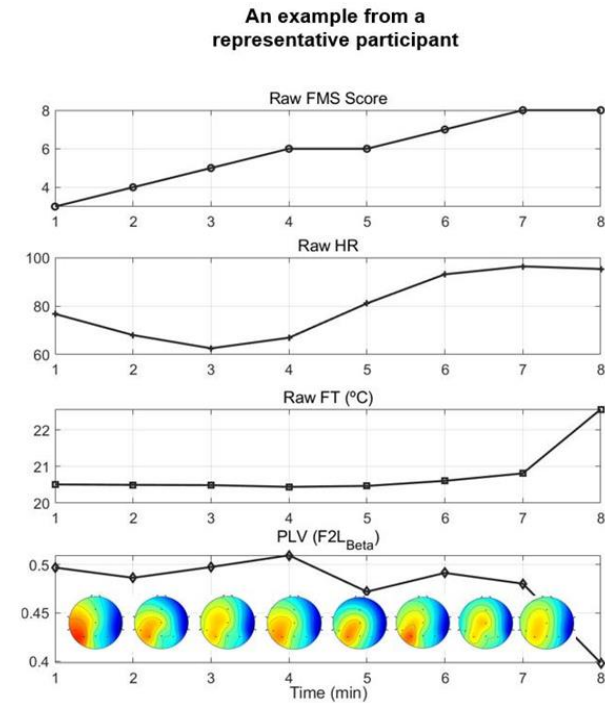 An example from a
representative participant
Raw FMS Score
8
6
4
1 2 3 4 5 6 7 8
Raw HR
100
80
60
1 2 3 4 5 6 7 8
Raw FT (ºC)
22
21
20
1 2 3 4 5 6 7 8
PLV (F2L_Beta)
0.5
0.45
0.4
1 2 3 4 5 6 7 8
Time (min)